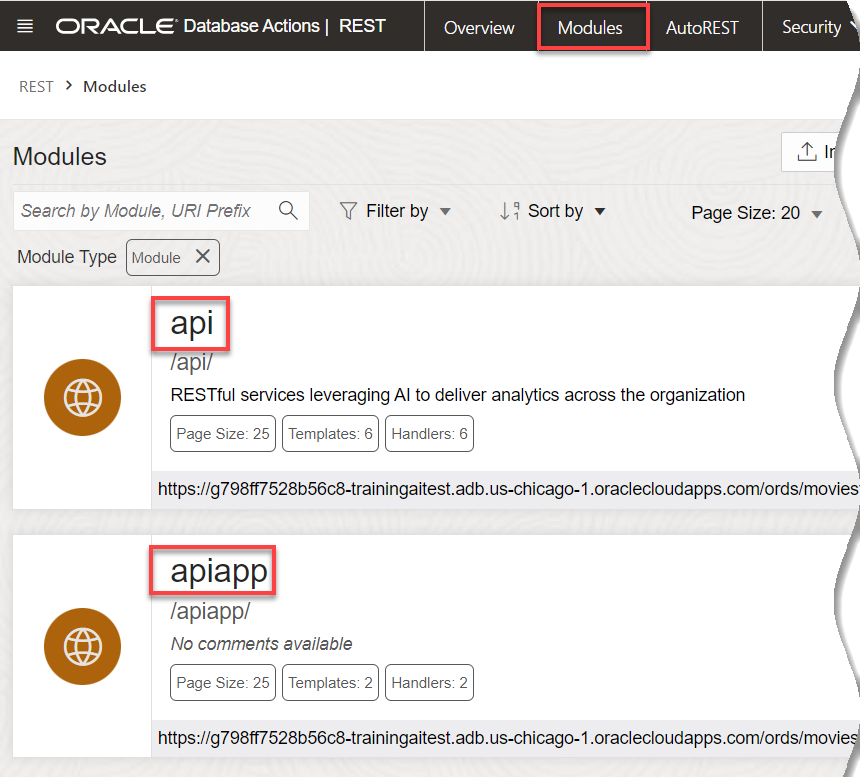 ORACLE® Database Actions | REST Overview Modules AutoREST Security
REST > Modules
Modules
Search by Module, URI Prefix Filter by Sort by Page Size: 20
Module Type Module
api
/api/
RESTful services leveraging AI to deliver analytics across the organization
Page Size: 25 Templates: 6 Handlers: 6
https://g798ff7528b56c8-trainingaitest.adb.us-chicago-1.oraclecloudapps.com/ords/movies
apiapp
/apiapp/
No comments available
Page Size: 25 Templates: 2 Handlers: 2
https://g798ff7528b56c8-trainingaitest.adb.us-chicago-1.oraclecloudapps.com/ords/movies